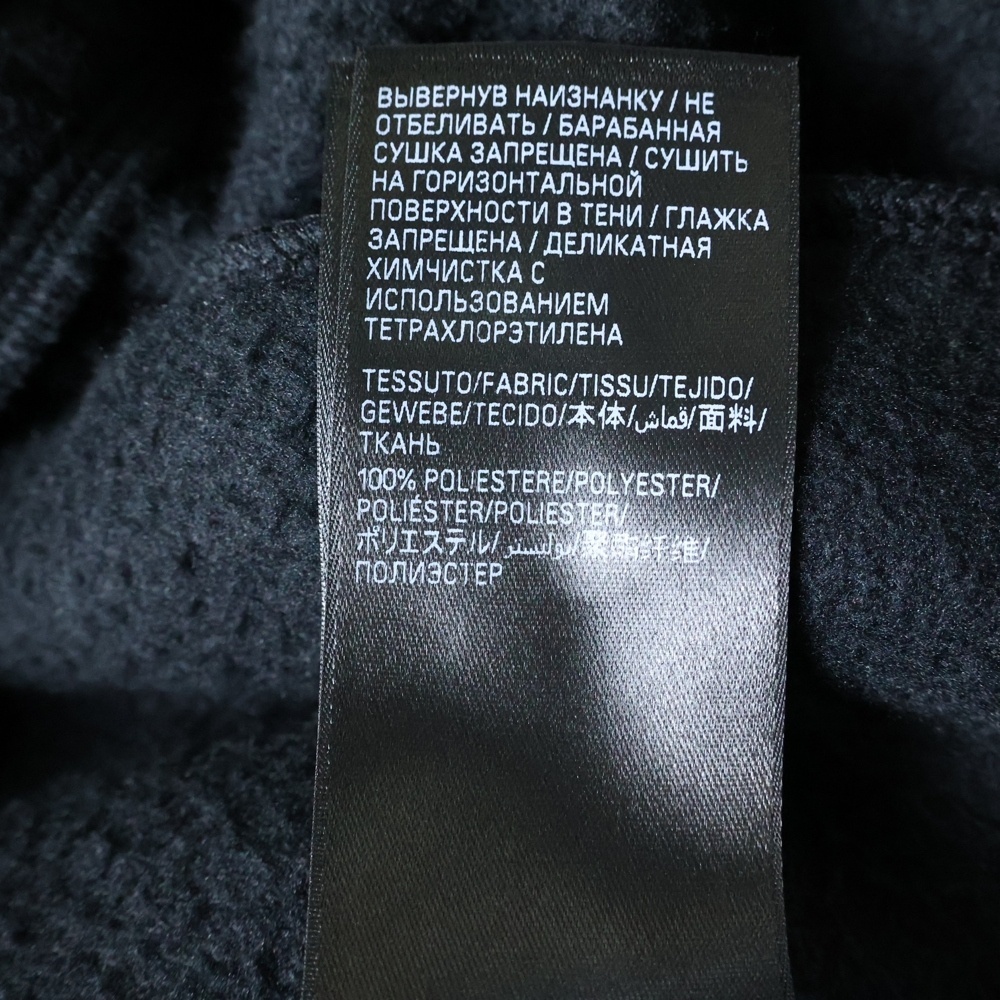 ВЫВЕРНУВ НАИЗНАНКУ / НЕ
ОТБЕЛИВАТЬ / БАРАБАННАЯ
СУШКА ЗАПРЕЩЕНА / СУШИТЬ
НА ГОРИЗОНТАЛЬНОЙ
ПОВЕРХНОСТИ В ТЕНИ / ГЛАЖКА
ЗАПРЕЩЕНА / ДЕЛИКАТНАЯ
ХИМЧИСТКА С
ИСПОЛЬЗОВАНИЕМ
ТЕТРАХЛОРЭТИЛЕНА
TESSUTO/FABRIC/TISSU/TEJIDO/
GEWEBE/TECIDO/本体/قماش/面料/
ТКАНЬ
100% POLIESTERE/POLYESTER/
POLIÉSTER/POLIESTER/
ポリエステル/بوليستر/聚酯纤维/
ПОЛИЭСТЕР